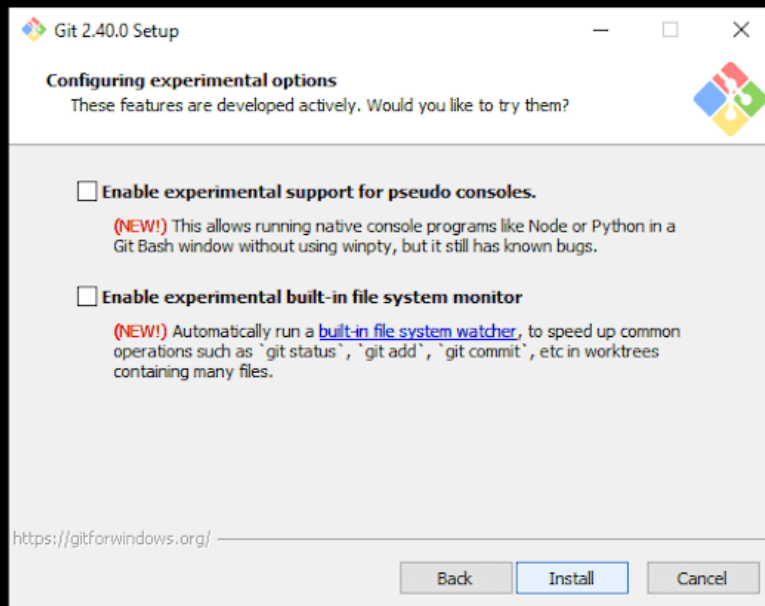 Git 2.40.0 Setup
Configuring experimental options
These features are developed actively. Would you like to try them?
Enable experimental support for pseudo consoles.
(NEW!) This allows running native console programs like Node or Python in a
Git Bash window without using winpty, but it still has known bugs.
Enable experimental built-in file system monitor
(NEW!) Automatically run a built-in file system watcher, to speed up common
operations such as `git status`, `git add`, `git commit`, etc in worktrees
containing many files.
https://gitforwindows.org/
Back Install Cancel